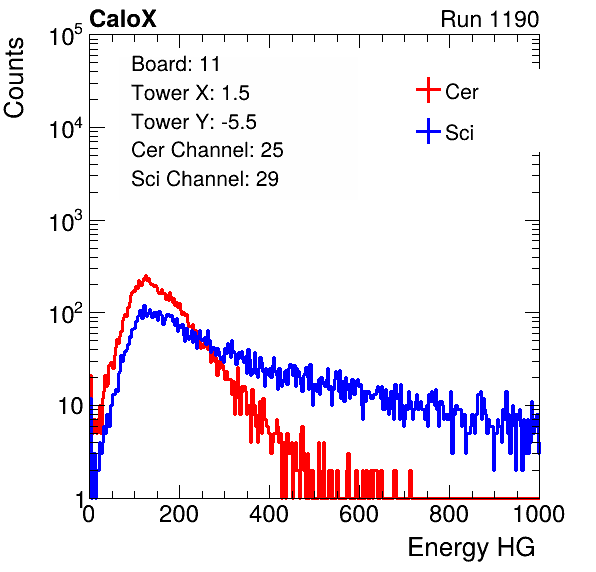 CaloX Run 1190
Counts
10^5
10^4
10^3
10^2
10
1
Board: 11
Tower X: 1.5
Tower Y: -5.5
Cer Channel: 25
Sci Channel: 29
Cer
Sci
0 200 400 600 800 1000
Energy HG